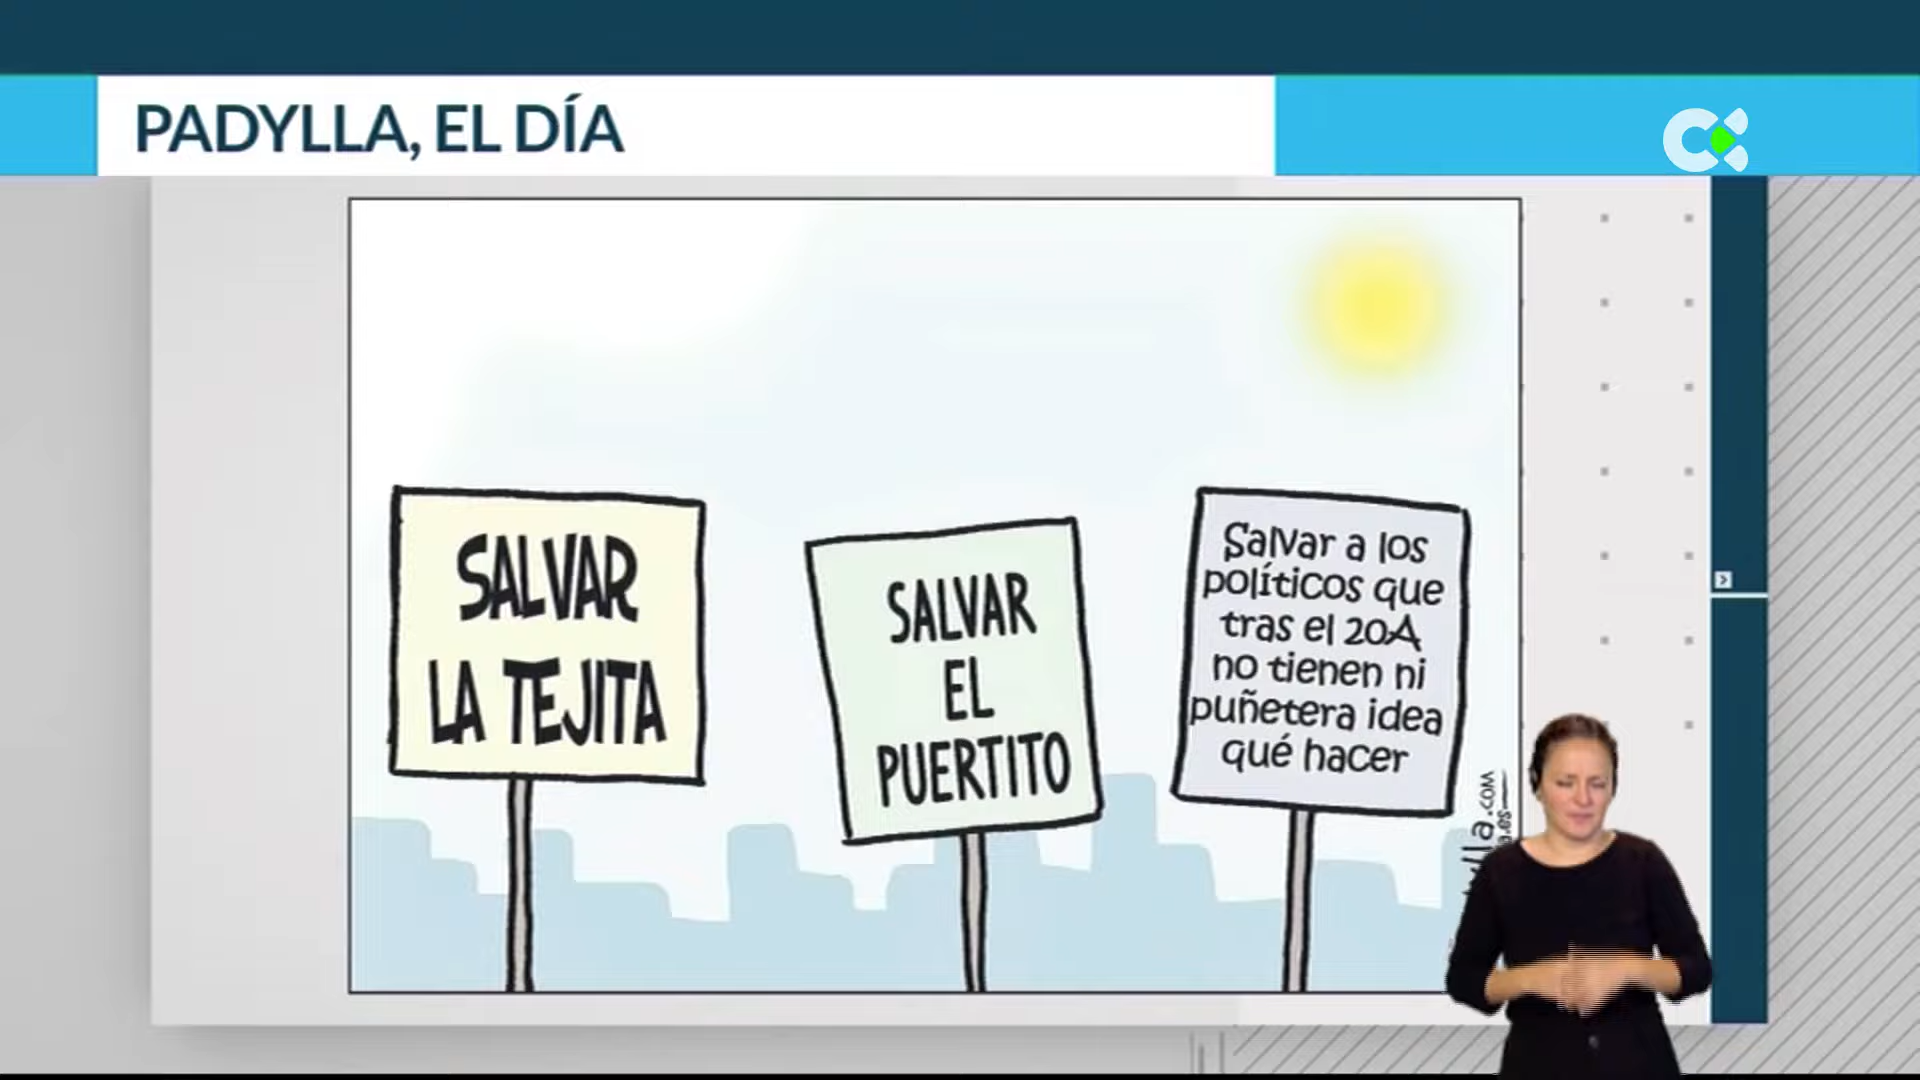 PADYLLA, EL DÍA
SALVAR
LA TEJITA
SALVAR
EL
PUERTITO
Salvar a los
políticos que
tras el 20A
no tienen ni
puñetera idea
qué hacer